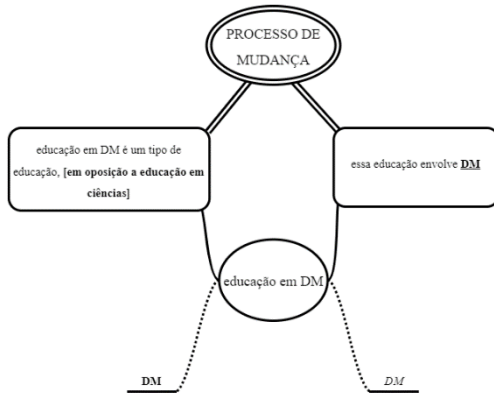 PROCESSO DE
MUDANÇA
educação em DM é um tipo de
educação, [em oposição a educação em
ciências]
essa educação envolve DM
educação em DM
DM
DM